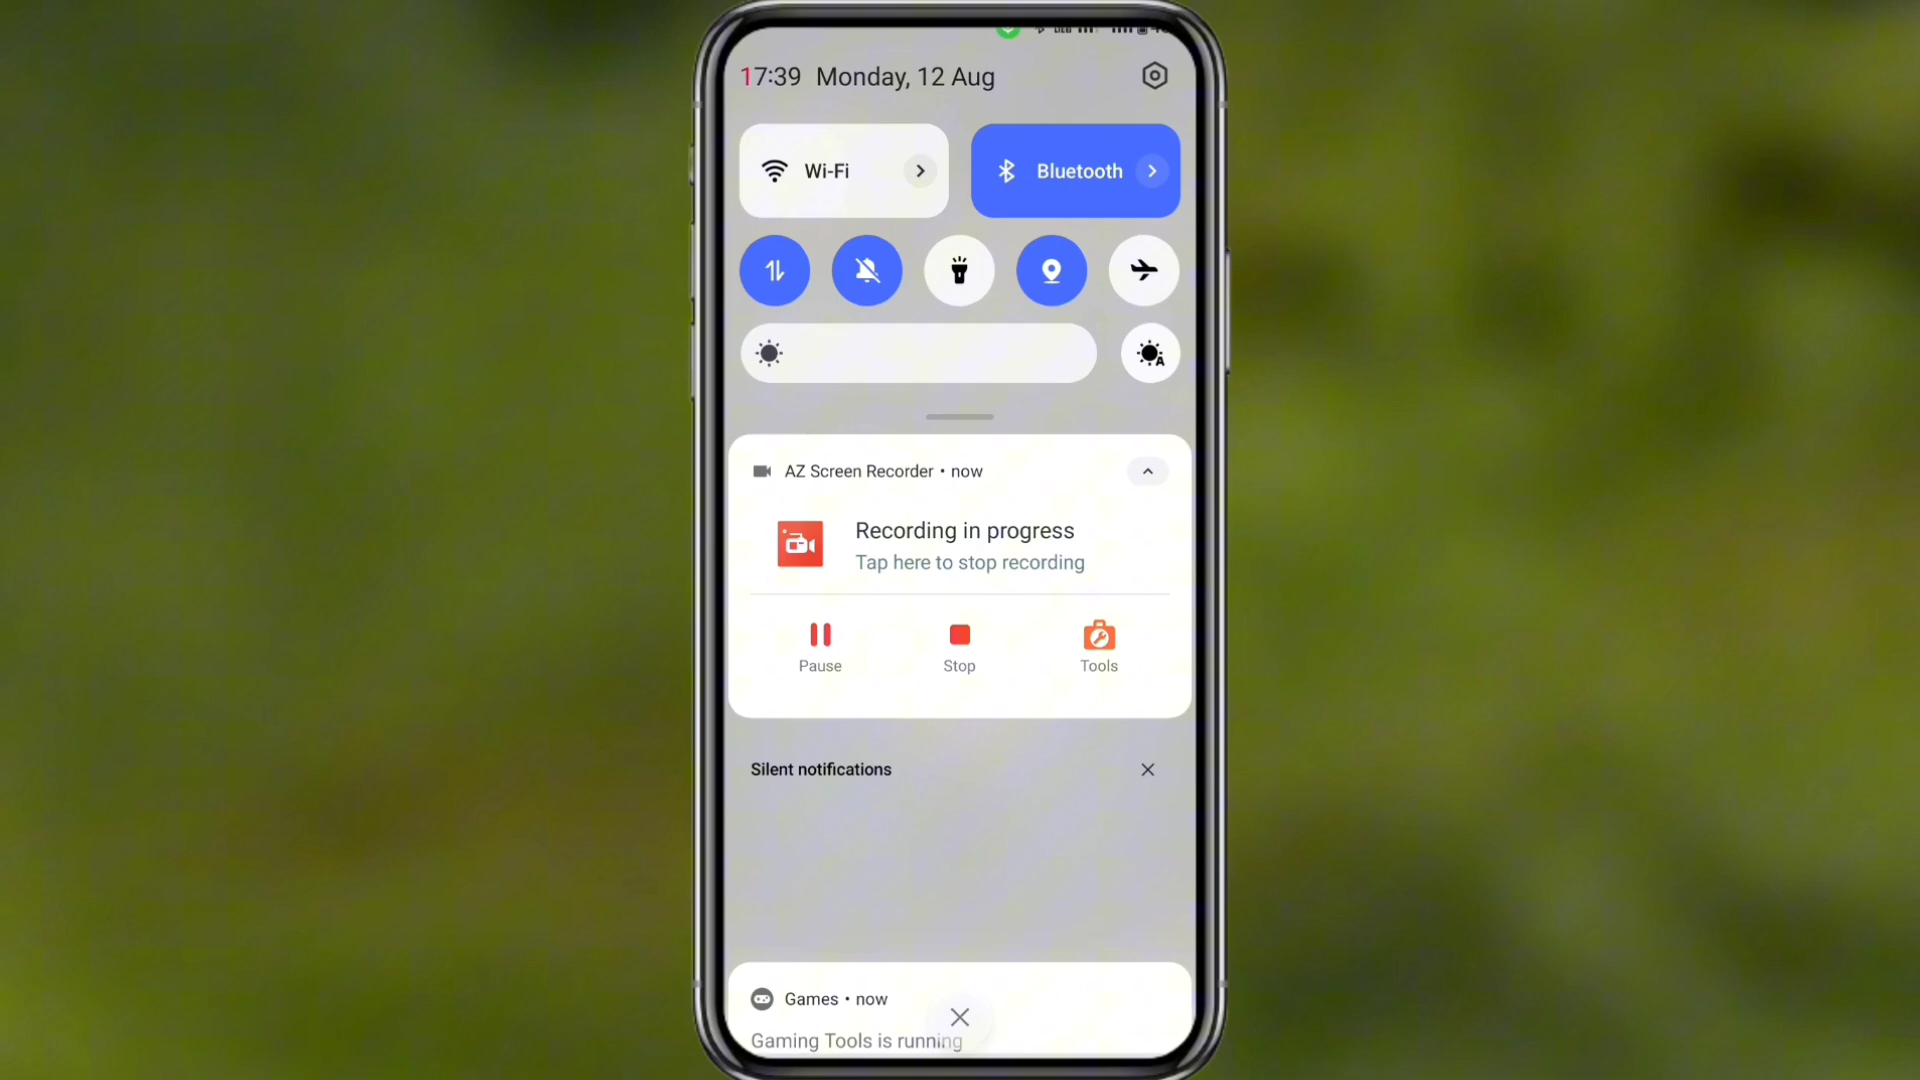 17:39 Monday, 12 Aug
Wi-Fi
Bluetooth
A
AZ Screen Recorder • now
Recording in progress
Tap here to stop recording
Pause
Stop
Tools
Silent notifications
Games • now
Gaming Tools is running